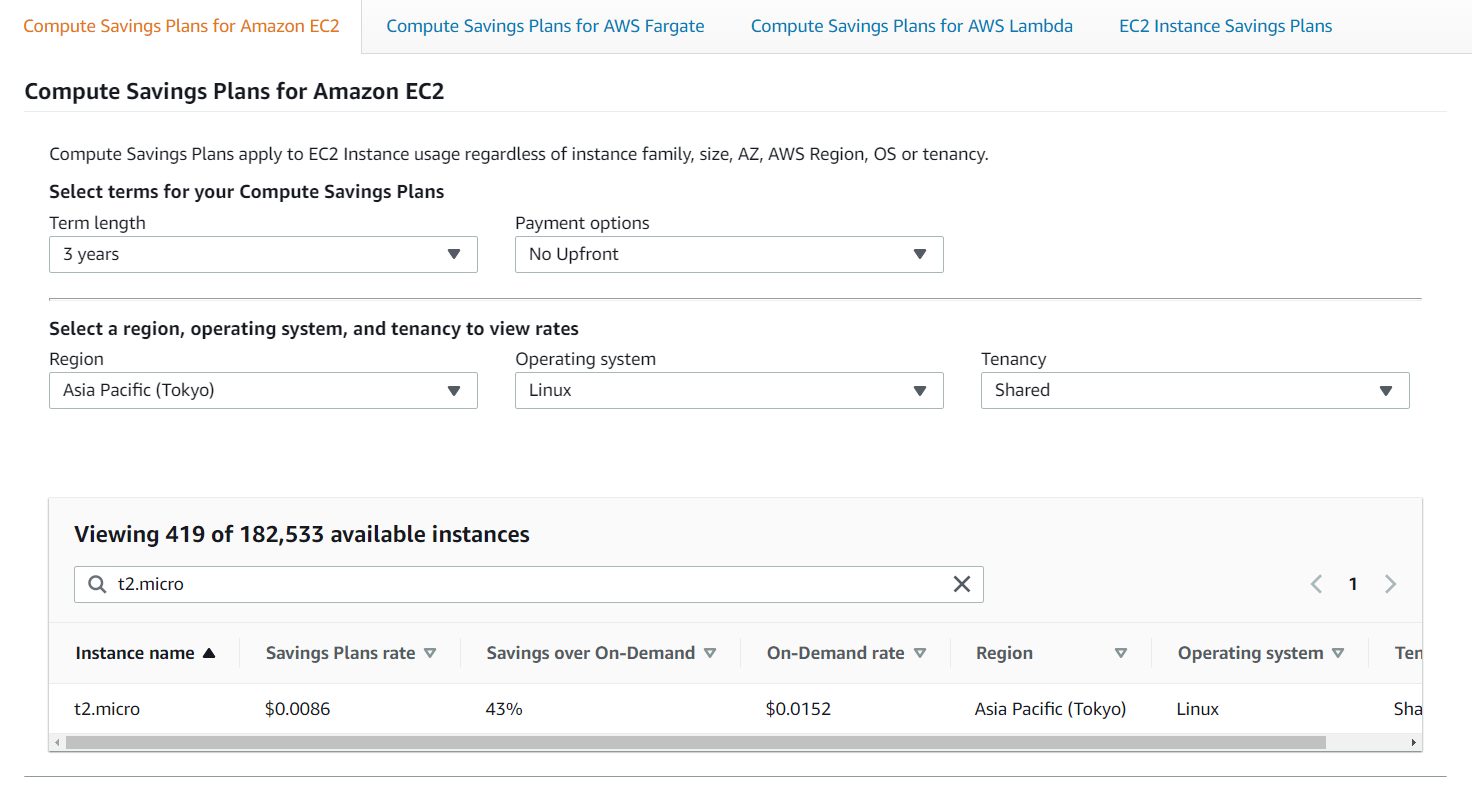 Compute Savings Plans for Amazon EC2 Compute Savings Plans for AWS Fargate Compute Savings Plans for AWS Lambda EC2 Instance Savings Plans
Compute Savings Plans for Amazon EC2
Compute Savings Plans apply to EC2 Instance usage regardless of instance family, size, AZ, AWS Region, OS or tenancy.
Select terms for your Compute Savings Plans
Term length Payment options
3 years No Upfront
Select a region, operating system, and tenancy to view rates
Region Operating system Tenancy
Asia Pacific (Tokyo) Linux Shared
Viewing 419 of 182,533 available instances
t2.micro 1
Instance name Savings Plans rate Savings over On-Demand On-Demand rate Region Operating system Ten
t2.micro $0.0086 43% $0.0152 Asia Pacific (Tokyo) Linux Sha